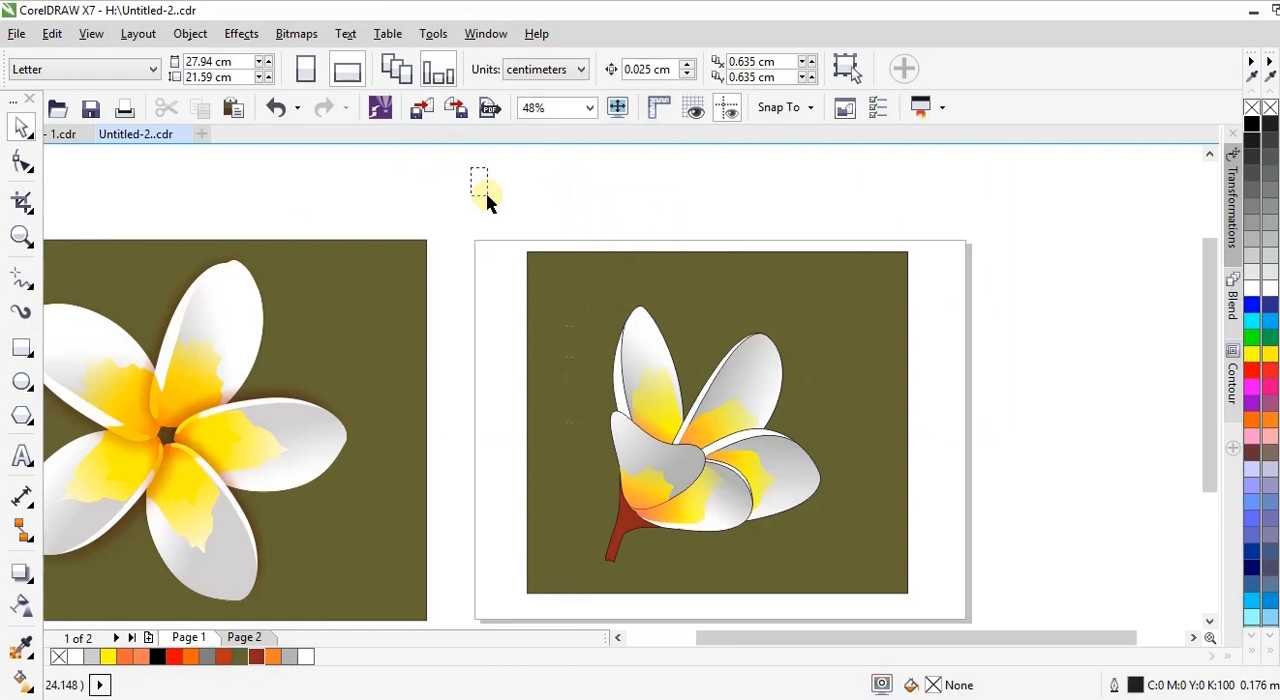 CorelDRAW X7 - H:\Untitled-2..cdr
File Edit View Layout Object Effects Bitmaps Text Table Tools Window Help
Letter 27.94 cm 21.59 cm Units: centimeters 0.025 cm 0.635 cm 0.635 cm
PDF 48% Snap To
- 1.cdr Untitled-2..cdr
Transformations
Blend
Contour
1 of 2 Page 1 Page 2
24.148 ) None C:0 M:0 Y:0 K:100 0.176 m